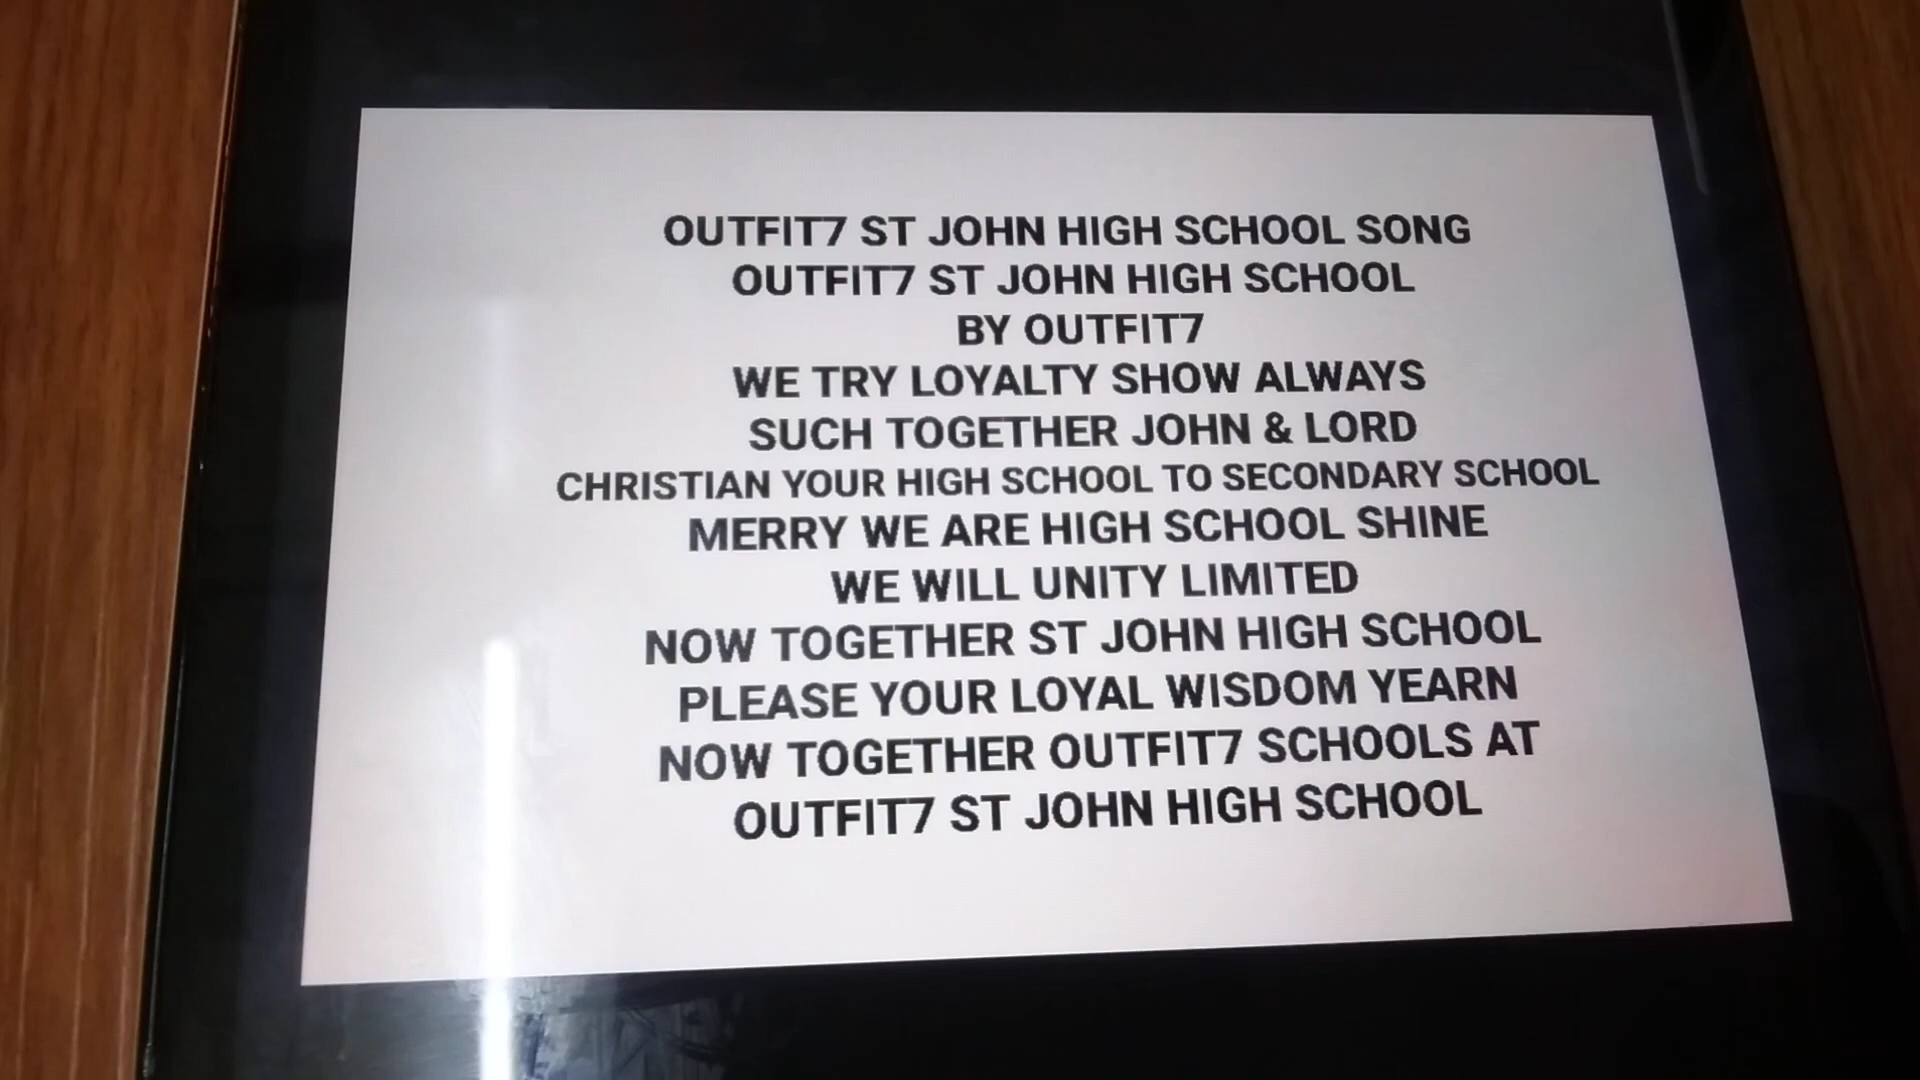 OUTFIT7 ST JOHN HIGH SCHOOL SONG
OUTFIT7 ST JOHN HIGH SCHOOL
BY OUTFIT7
WE TRY LOYALTY SHOW ALWAYS
SUCH TOGETHER JOHN & LORD
CHRISTIAN YOUR HIGH SCHOOL TO SECONDARY SCHOOL
MERRY WE ARE HIGH SCHOOL SHINE
WE WILL UNITY LIMITED
NOW TOGETHER ST JOHN HIGH SCHOOL
PLEASE YOUR LOYAL WISDOM YEARN
NOW TOGETHER OUTFIT7 SCHOOLS AT
OUTFIT7 ST JOHN HIGH SCHOOL